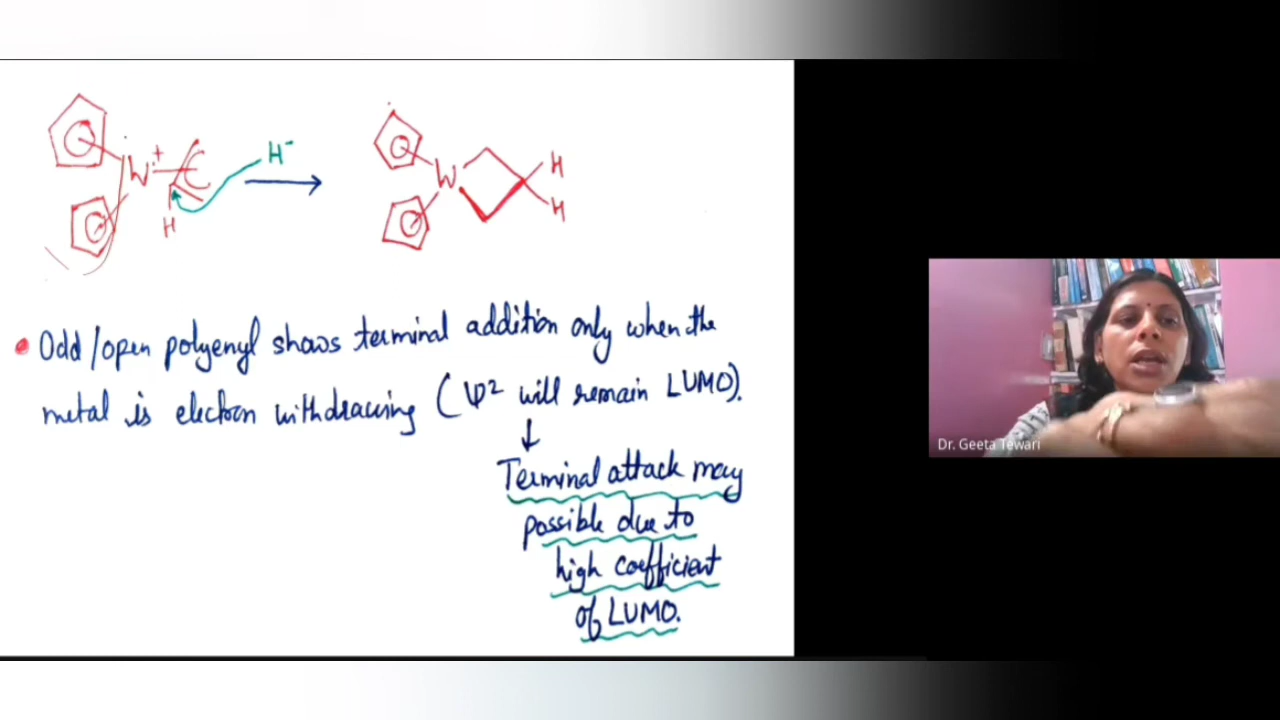 W+
H-
H
W
H
H
Odd/open polyenyl shows terminal addition only when the
metal is electron withdrawing (ψ² will remain LUMO).
↓
Terminal attack may
possible due to
high coefficient
of LUMO.
Dr. Geeta Tewari